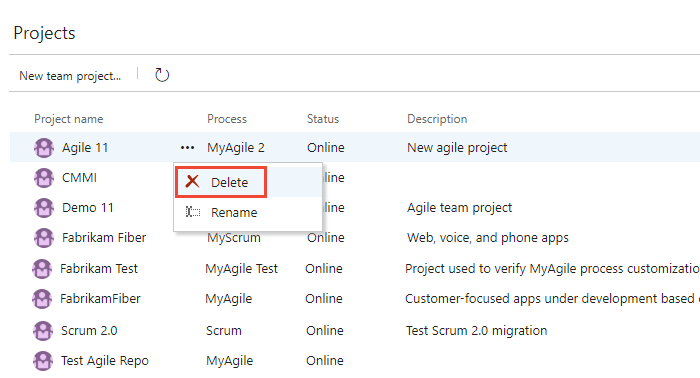 Projects
New team project...
Project name Process Status Description
Agile 11 ••• MyAgile 2 Online New agile project
CMMI
Delete
Demo 11 Agile team project
Rename
Fabrikam Fiber MyScrum Online Web, voice, and phone apps
Fabrikam Test MyAgile Test Online Project used to verify MyAgile process customization
FabrikamFiber MyAgile Online Customer-focused apps under development based
Scrum 2.0 Scrum Online Test Scrum 2.0 migration
Test Agile Repo MyAgile Online